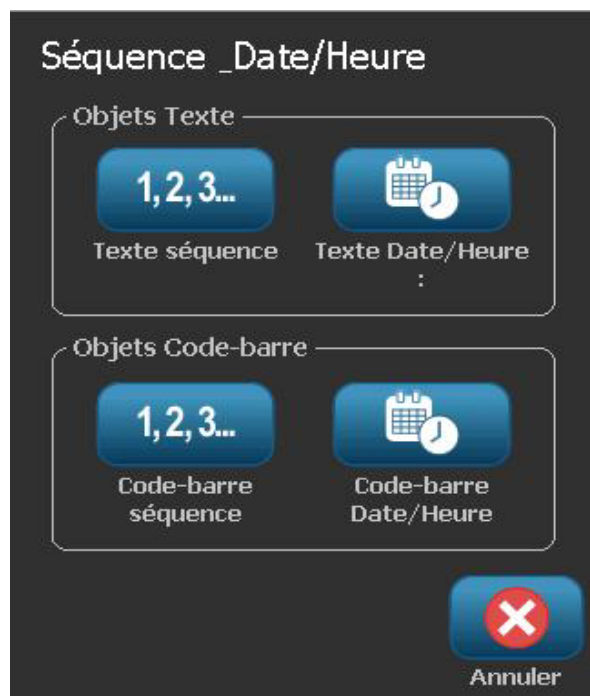 Séquence _Date/Heure
Objets Texte
1, 2, 3...
Texte séquence
Texte Date/Heure
:
Objets Code-barre
1, 2, 3...
Code-barre
séquence
Code-barre
Date/Heure
Annuler